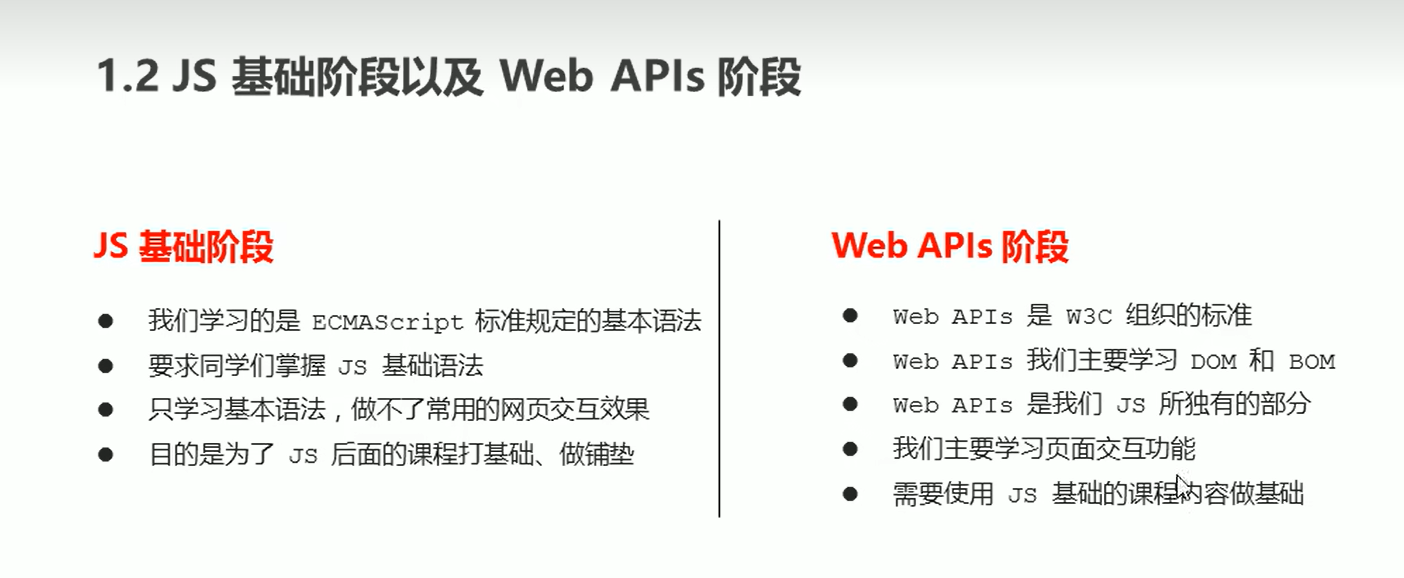 1.2 JS 基础阶段以及 Web APIs 阶段
JS 基础阶段
● 我们学习的是 ECMAScript 标准规定的基本语法
● 要求同学们掌握 JS 基础语法
● 只学习基本语法，做不了常用的网页交互效果
● 目的是为了 JS 后面的课程打基础、做铺垫
Web APIs 阶段
● Web APIs 是 W3C 组织的标准
● Web APIs 我们主要学习 DOM 和 BOM
● Web APIs 是我们 JS 所独有的部分
● 我们主要学习页面交互功能
● 需要使用 JS 基础的课程内容做基础